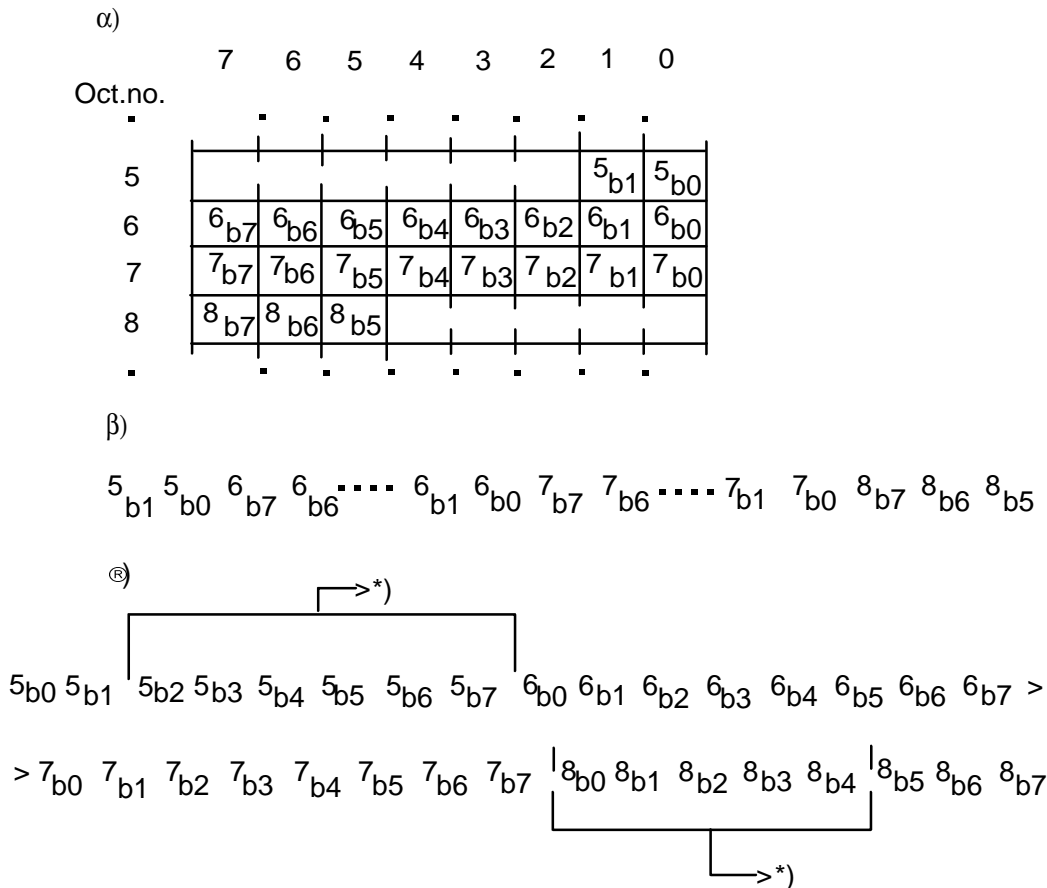 α)
7 6 5 4 3 2 1 0
Oct.no.
5 5b1 5b0
6 6b7 6b6 6b5 6b4 6b3 6b2 6b1 6b0
7 7b7 7b6 7b5 7b4 7b3 7b2 7b1 7b0
8 8b7 8b6 8b5
β)
5b1 5b0 6b7 6b6 .... 6b1 6b0 7b7 7b6 .... 7b1 7b0 8b7 8b6 8b5
®)
>*)
5b0 5b1 5b2 5b3 5b4 5b5 5b6 5b7 6b0 6b1 6b2 6b3 6b4 6b5 6b6 6b7 >
> 7b0 7b1 7b2 7b3 7b4 7b5 7b6 7b7 8b0 8b1 8b2 8b3 8b4 8b5 8b6 8b7
>*)